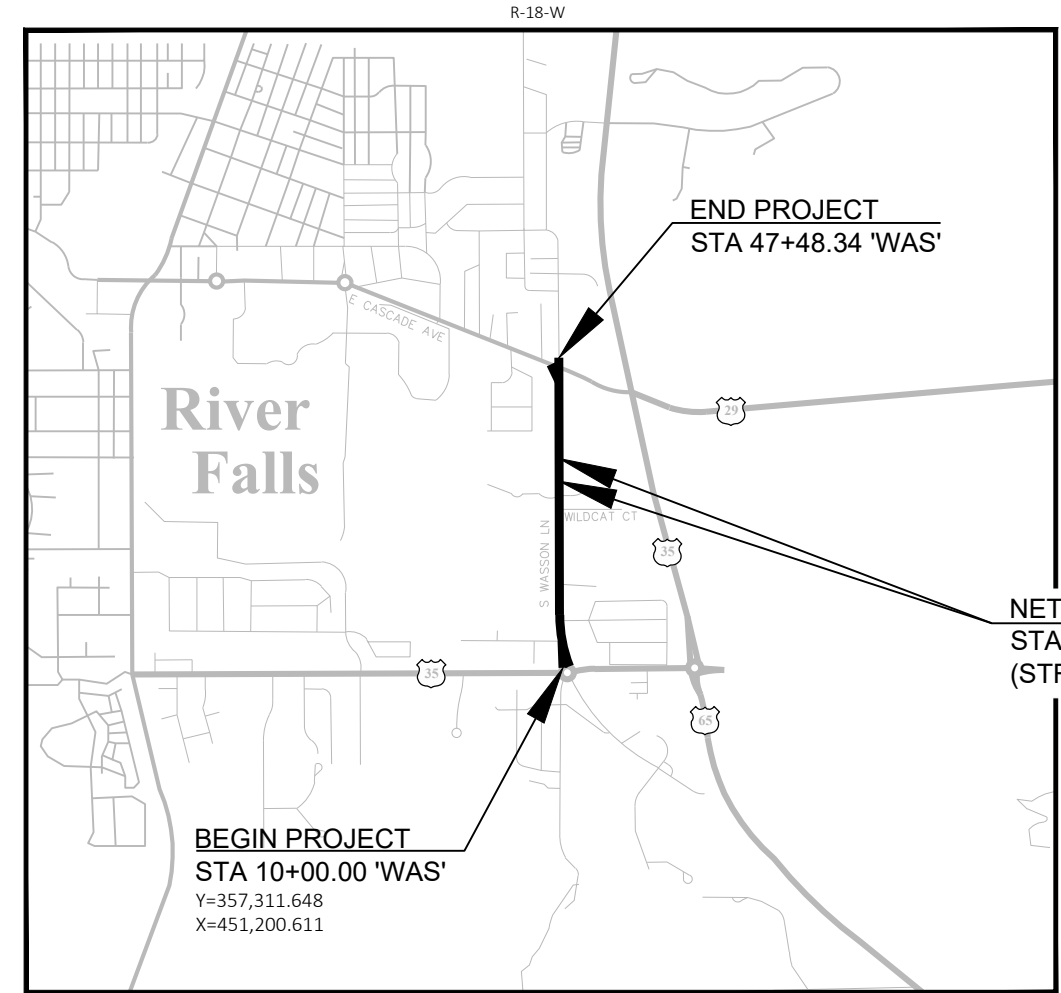 R-18-W
END PROJECT
STA 47+48.34 'WAS'
E CASCADE AVE
River
Falls
29
WILDCAT CT
S WASSON LN
35
NET
STA
(STR
35
65
BEGIN PROJECT
STA 10+00.00 'WAS'
Y=357,311.648
X=451,200.611